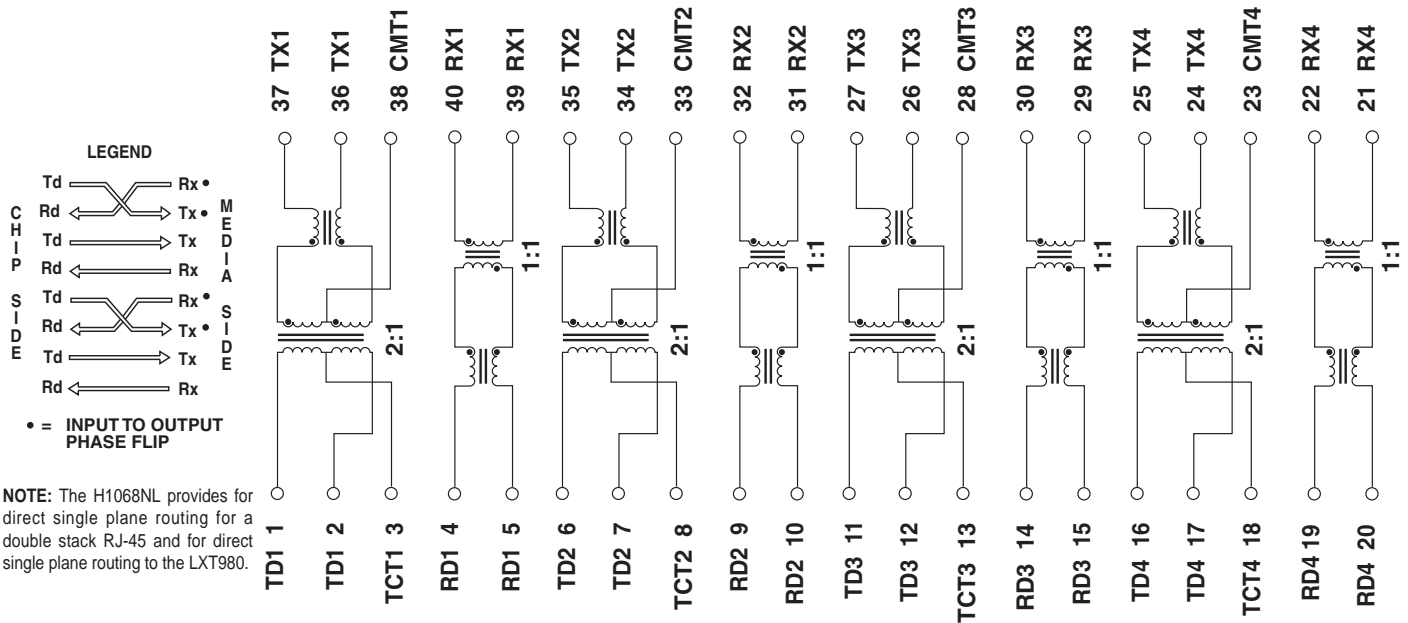 37 TX1
36 TX1
38 CMT1
40 RX1
39 RX1
35 TX2
34 TX2
33 CMT2
32 RX2
31 RX2
27 TX3
26 TX3
28 CMT3
30 RX3
29 RX3
25 TX4
24 TX4
23 CMT4
22 RX4
21 RX4
LEGEND
CHIP SIDE
MEDIA SIDE
Td Rx •
Rd Tx •
Td Tx
Rd Rx
Td Rx •
Rd Tx •
Td Tx
Rd Rx
• = INPUT TO OUTPUT
PHASE FLIP
NOTE: The H1068NL provides for
direct single plane routing for a
double stack RJ-45 and for direct
single plane routing to the LXT980.
2:1
1:1
2:1
1:1
2:1
1:1
2:1
1:1
TD1 1
TD1 2
TCT1 3
RD1 4
RD1 5
TD2 6
TD2 7
TCT2 8
RD2 9
RD2 10
TD3 11
TD3 12
TCT3 13
RD3 14
RD3 15
TD4 16
TD4 17
TCT4 18
RD4 19
RD4 20